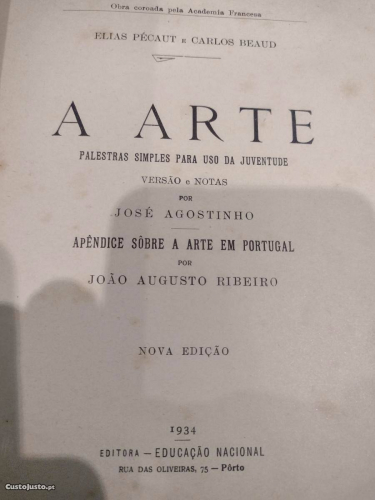 Obra coroada pela Academia Francesa
ELIAS PÉCAUT E CARLOS BEAUD
A ARTE
PALESTRAS SIMPLES PARA USO DA JUVENTUDE
VERSÃO e NOTAS
POR
JOSÉ AGOSTINHO
APÊNDICE SÔBRE A ARTE EM PORTUGAL
POR
JOÃO AUGUSTO RIBEIRO
NOVA EDIÇÃO
1934
EDITORA — EDUCAÇÃO NACIONAL
RUA DAS OLIVEIRAS, 75 — Pôrto
CustoJusto.pt